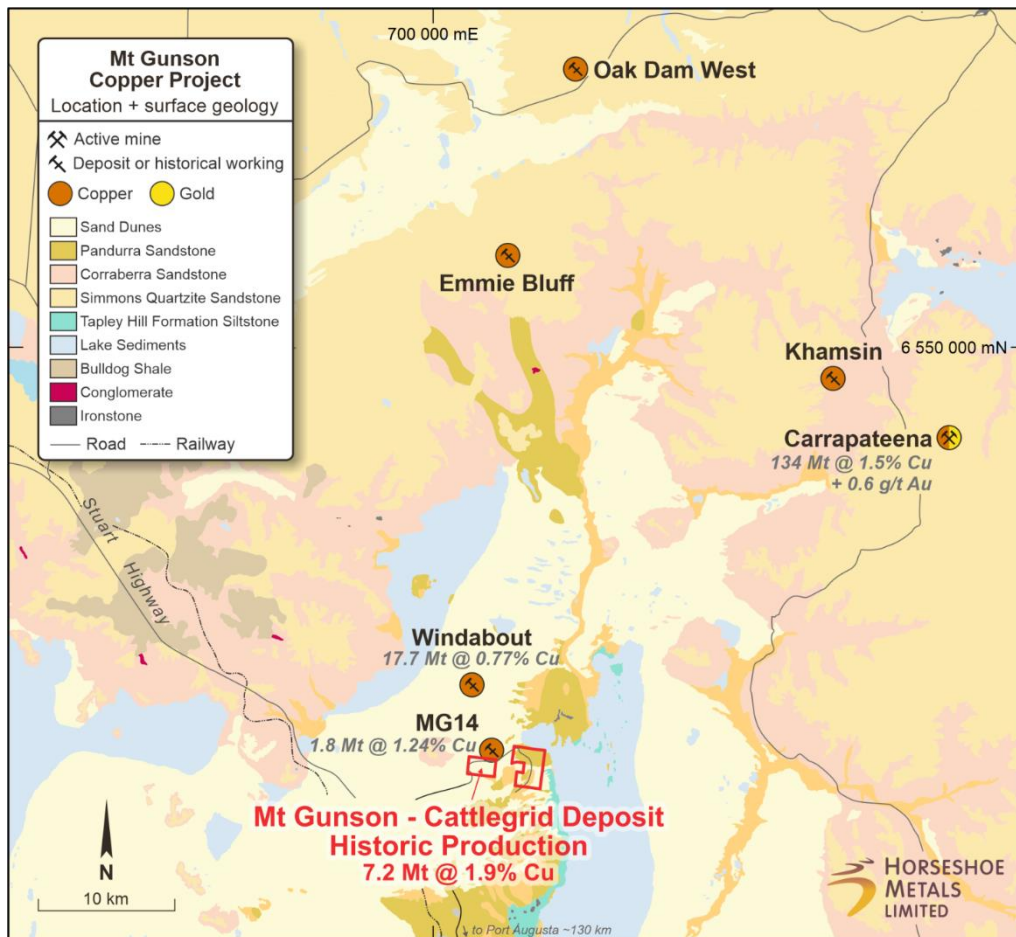 700 000 mE
Mt Gunson
Copper Project
Location + surface geology
Active mine
Deposit or historical working
Copper
Gold
Sand Dunes
Pandurra Sandstone
Corraberra Sandstone
Simmons Quartzite Sandstone
Tapley Hill Formation Siltstone
Lake Sediments
Bulldog Shale
Conglomerate
Ironstone
Road
Railway
Oak Dam West
Emmie Bluff
6 550 000 mN
Khamsin
Carrapateena
134 Mt @ 1.5% Cu
+ 0.6 g/t Au
Stuart
Highway
Windabout
17.7 Mt @ 0.77% Cu
MG14
1.8 Mt @ 1.24% Cu
Mt Gunson - Cattlegrid Deposit
Historic Production
7.2 Mt @ 1.9% Cu
N
10 km
to Port Augusta ~130 km
HORSESHOE
METALS
LIMITED